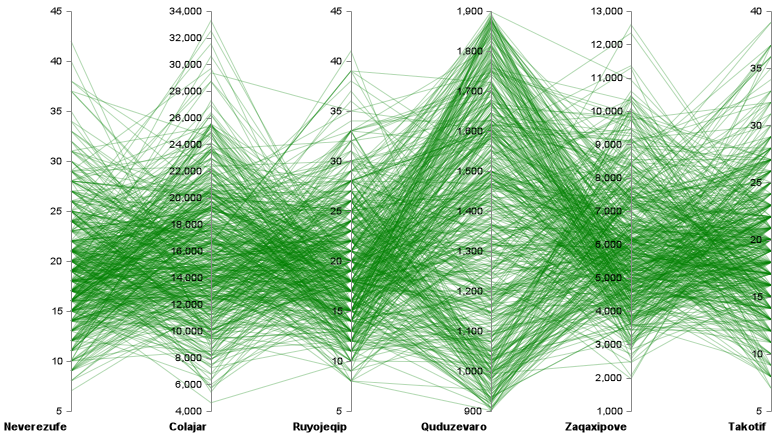 45 34,000 45 1,900 13,000 40
32,000 12,000
40 30,000 40 1,800 11,000 35
28,000
35 26,000 35 1,700 10,000
24,000 1,600 9,000 30
30 22,000 30
20,000 1,500 8,000 25
25 18,000 25 1,400 7,000
20 16,000 20 1,300 6,000 20
14,000 5,000
15 12,000 15 1,200 4,000 15
10,000 1,100
10 8,000 10 1,000 3,000 10
6,000 2,000
5 4,000 5 900 1,000 5
Neverezufe Colajar Ruyojeqip Quduzevaro Zaqaxipove Takotif